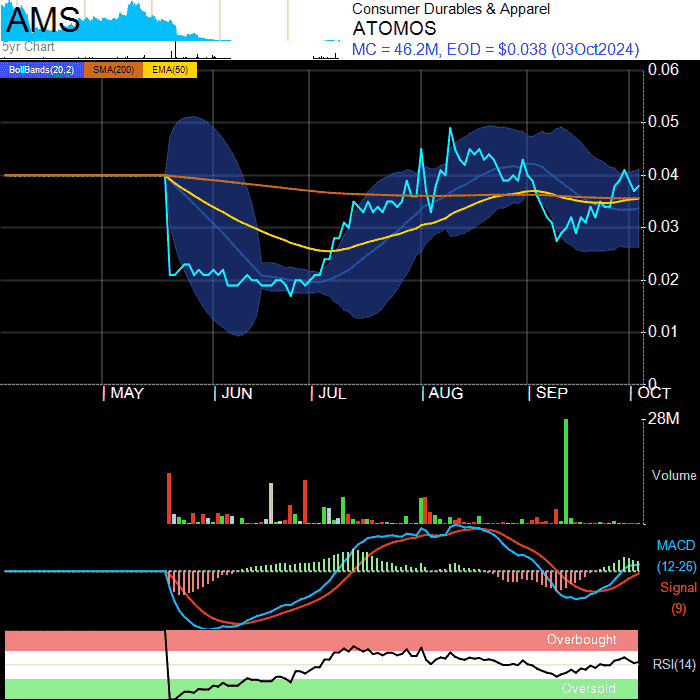 AMS
5yr Chart
Consumer Durables & Apparel
ATOMOS
MC = 46.2M, EOD = $0.038 (03Oct2024)
BollBands(20,2) SMA(200) EMA(50)
0.06
0.05
0.04
0.03
0.02
0.01
0
MAY JUN JUL AUG SEP OCT
28M
Volume
MACD
(12-26)
Signal
(9)
Overbought
RSI(14)
Oversold